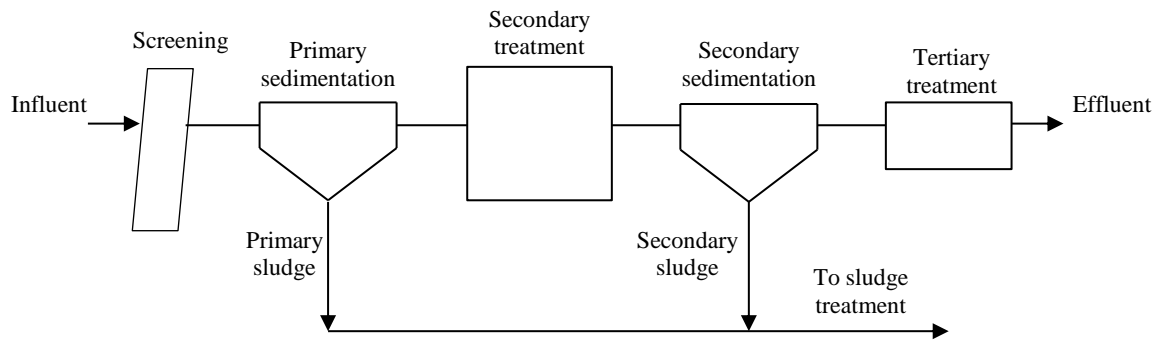 Screening
Primary
sedimentation
Secondary
treatment
Secondary
sedimentation
Tertiary
treatment
Influent
Effluent
Primary
sludge
Secondary
sludge
To sludge
treatment